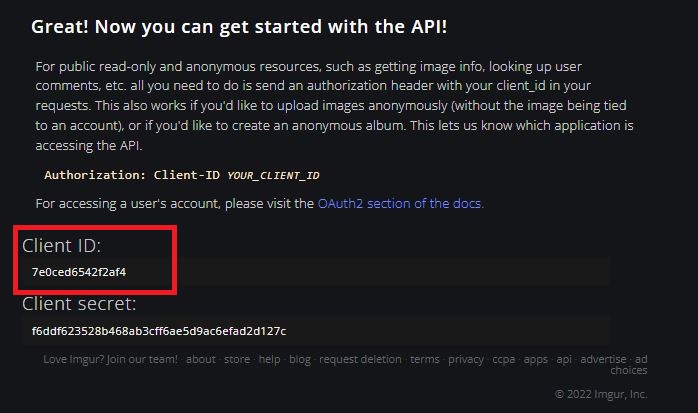 Great! Now you can get started with the API!
For public read-only and anonymous resources, such as getting image info, looking up user
comments, etc. all you need to do is send an authorization header with your client_id in your
requests. This also works if you'd like to upload images anonymously (without the image being tied
to an account), or if you'd like to create an anonymous album. This lets us know which application is
accessing the API.
Authorization: Client-ID YOUR_CLIENT_ID
For accessing a user's account, please visit the OAuth2 section of the docs.
Client ID:
7e0ced6542f2af4
Client secret:
f6ddf623528b468ab3cff6ae5d9ac6efad2d127c
Love Imgur? Join our team! · about · store · help · blog · request deletion · terms · privacy · ccpa · apps · api · advertise · ad
choices
© 2022 Imgur, Inc.